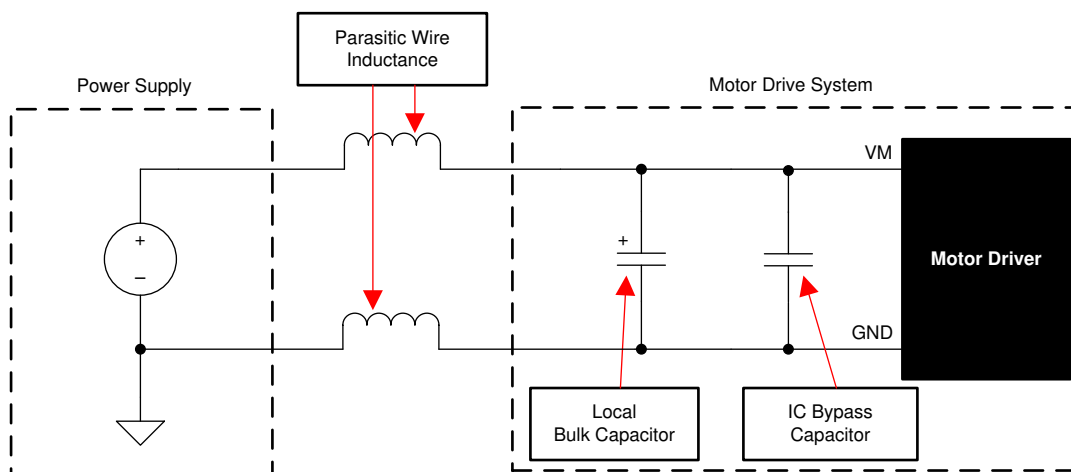 Parasitic Wire
Inductance
Power Supply
Motor Drive System
VM
+
+
–
Motor Driver
GND
Local
Bulk Capacitor
IC Bypass
Capacitor